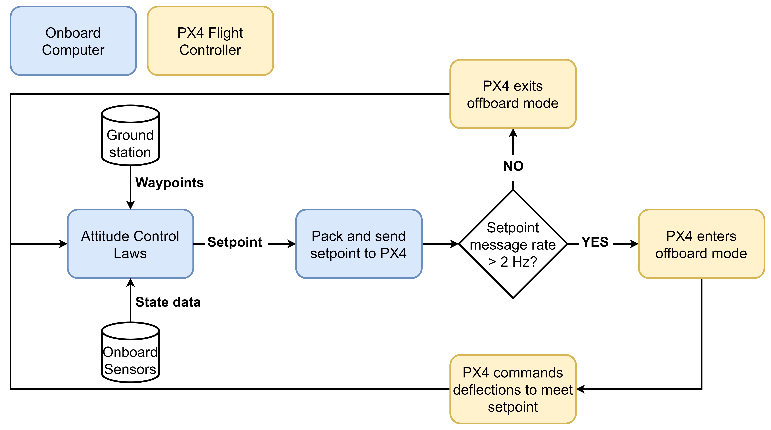 Onboard
Computer
PX4 Flight
Controller
PX4 exits
offboard mode
Ground
station
NO
Waypoints
Attitude Control
Laws
Setpoint
Pack and send
setpoint to PX4
Setpoint
message rate
> 2 Hz?
YES
PX4 enters
offboard mode
State data
Onboard
Sensors
PX4 commands
deflections to meet
setpoint